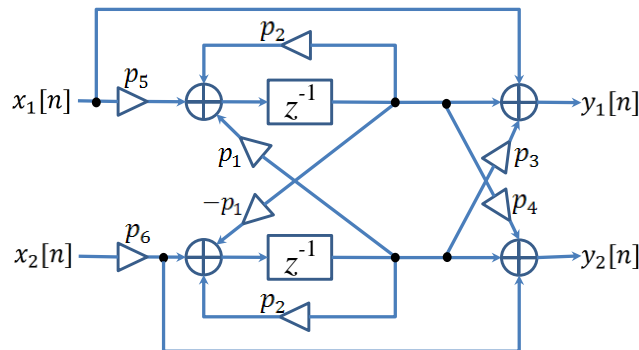 p₂
p₅
x₁[n]
z⁻¹
y₁[n]
p₁
p₃
−p₁
p₄
p₆
x₂[n]
z⁻¹
y₂[n]
p₂